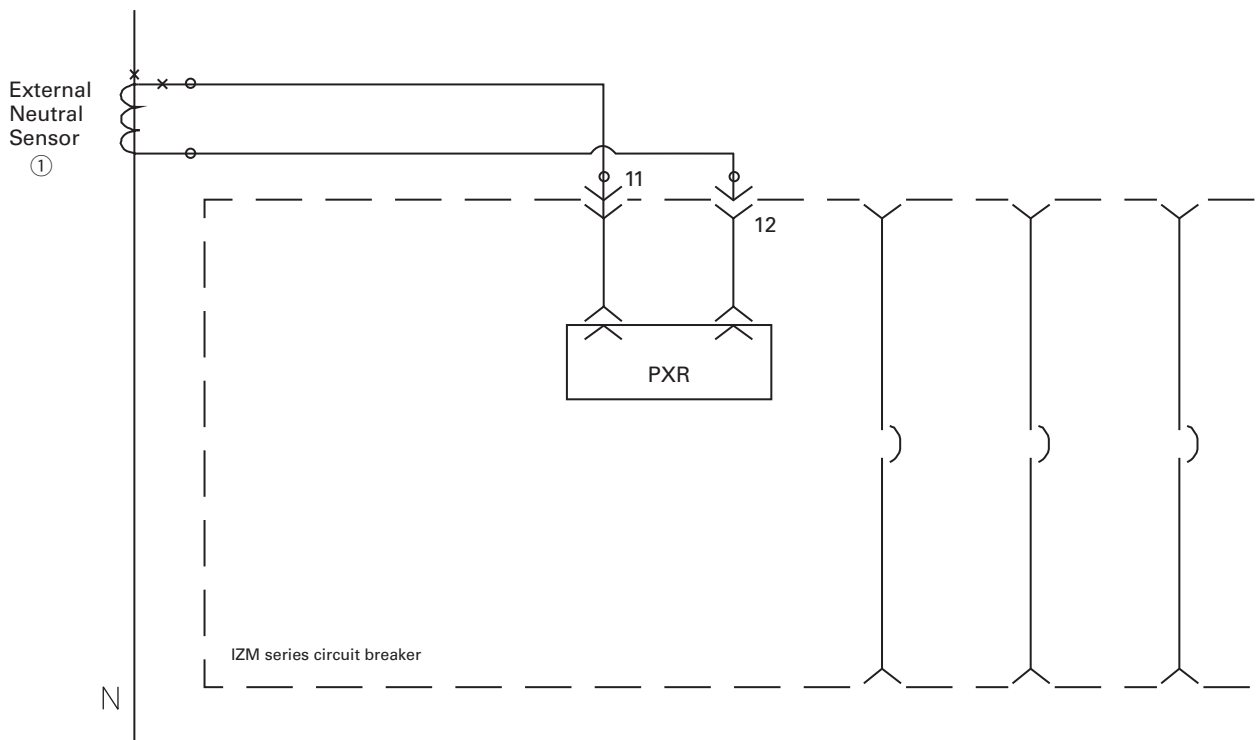 External
Neutral
Sensor
①
11
12
PXR
IZM series circuit breaker
N